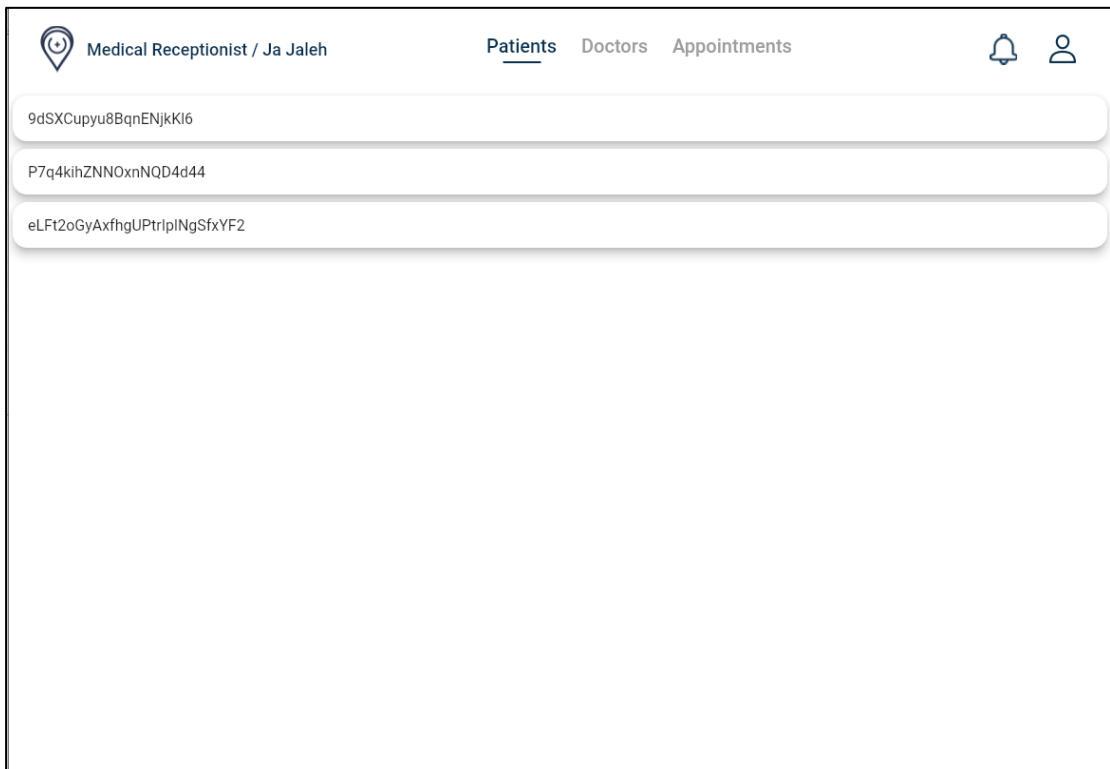 Medical Receptionist / Ja Jaleh
Patients Doctors Appointments
9dSXCupyu8BqnENjkKl6
P7q4kihZNNOxnNQD4d44
eLFt2oGyAxfhgUPtrlplNgSfxYF2